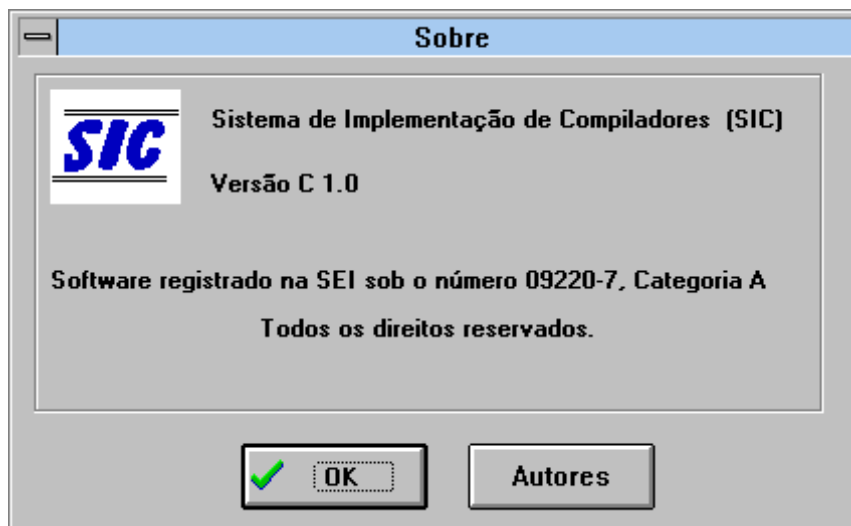 Sobre
SIC
Sistema de Implementação de Compiladores (SIC)
Versão C 1.0
Software registrado na SEI sob o número 09220-7, Categoria A
Todos os direitos reservados.
OK
Autores